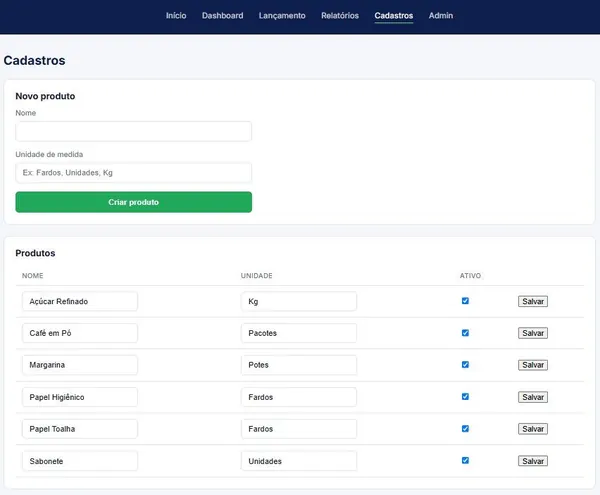 Início Dashboard Lançamento Relatórios Cadastros Admin
Cadastros
Novo produto
Nome
Unidade de medida
Ex: Fardos, Unidades, Kg
Criar produto
Produtos
NOME UNIDADE ATIVO
Açúcar Refinado Kg Salvar
Café em Pó Pacotes Salvar
Margarina Potes Salvar
Papel Higiênico Fardos Salvar
Papel Toalha Fardos Salvar
Sabonete Unidades Salvar